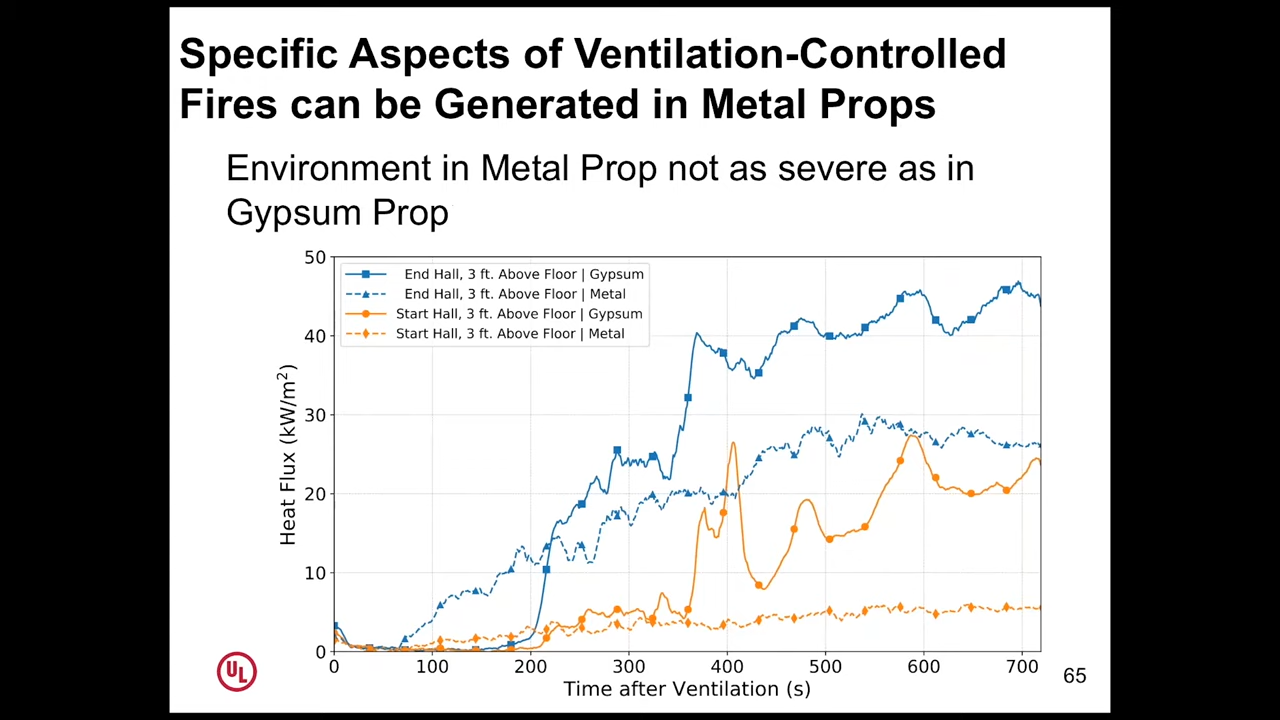 Specific Aspects of Ventilation-Controlled
Fires can be Generated in Metal Props
Environment in Metal Prop not as severe as in
Gypsum Prop
50
40
30
20
10
0
Heat Flux (kW/m²)
End Hall, 3 ft. Above Floor | Gypsum
End Hall, 3 ft. Above Floor | Metal
Start Hall, 3 ft. Above Floor | Gypsum
Start Hall, 3 ft. Above Floor | Metal
0 100 200 300 400 500 600 700
Time after Ventilation (s)
UL
65